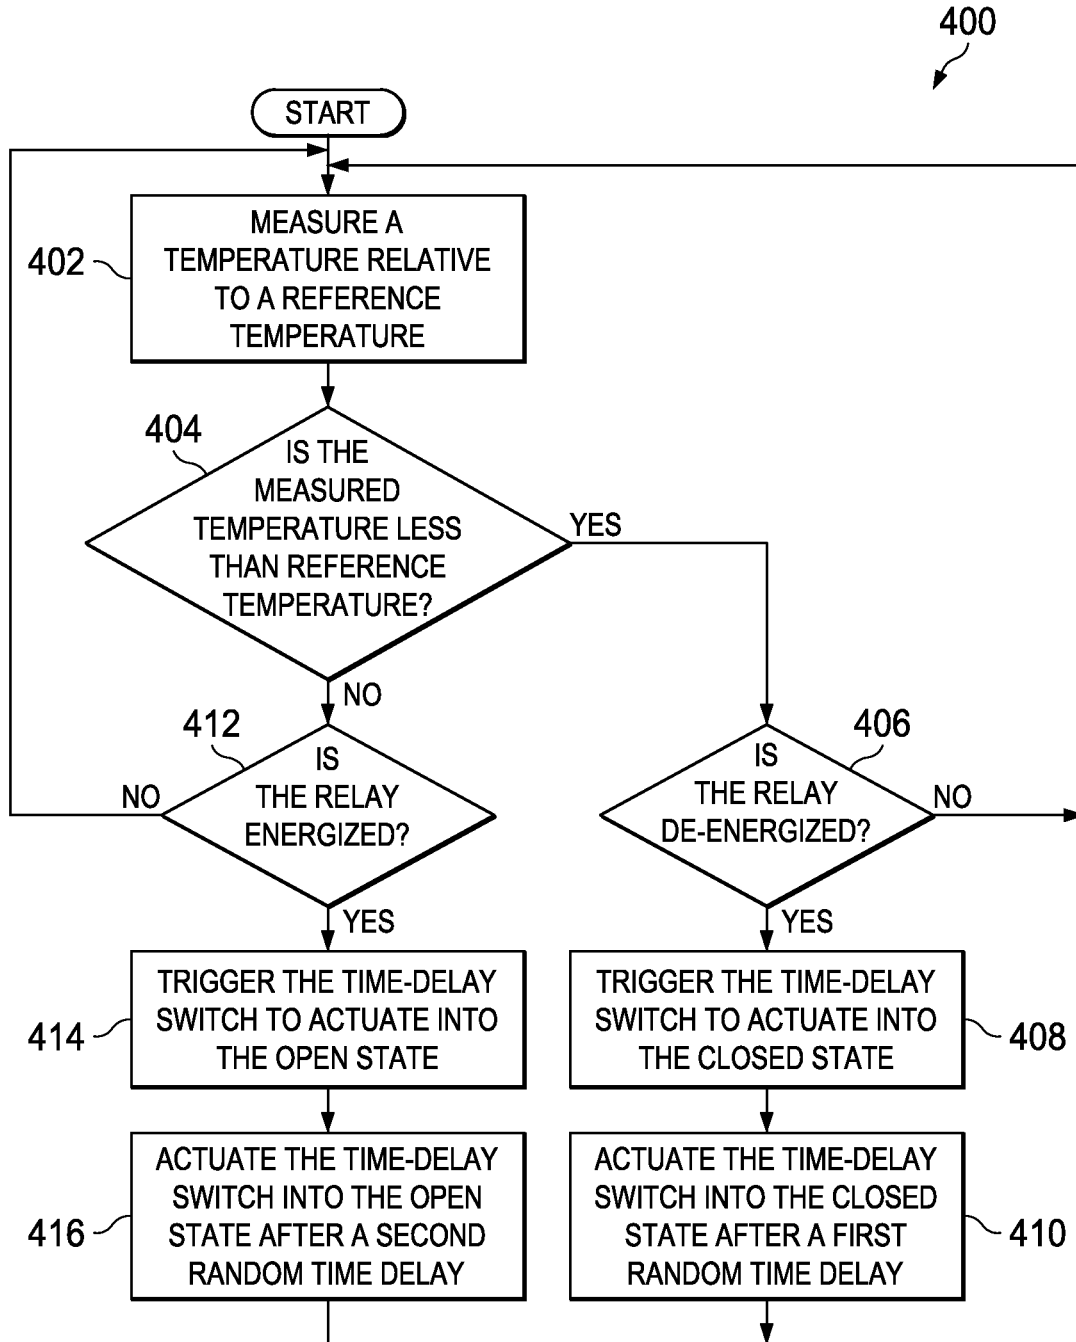 400
START
MEASURE A
TEMPERATURE RELATIVE
TO A REFERENCE
TEMPERATURE
402
404
IS THE
MEASURED
TEMPERATURE LESS
THAN REFERENCE
TEMPERATURE?
YES
NO
412
IS
THE RELAY
ENERGIZED?
NO
YES
406
IS
THE RELAY
DE-ENERGIZED?
NO
YES
TRIGGER THE TIME-DELAY
SWITCH TO ACTUATE INTO
THE OPEN STATE
414
TRIGGER THE TIME-DELAY
SWITCH TO ACTUATE INTO
THE CLOSED STATE
408
ACTUATE THE TIME-DELAY
SWITCH INTO THE OPEN
STATE AFTER A SECOND
RANDOM TIME DELAY
416
ACTUATE THE TIME-DELAY
SWITCH INTO THE CLOSED
STATE AFTER A FIRST
RANDOM TIME DELAY
410